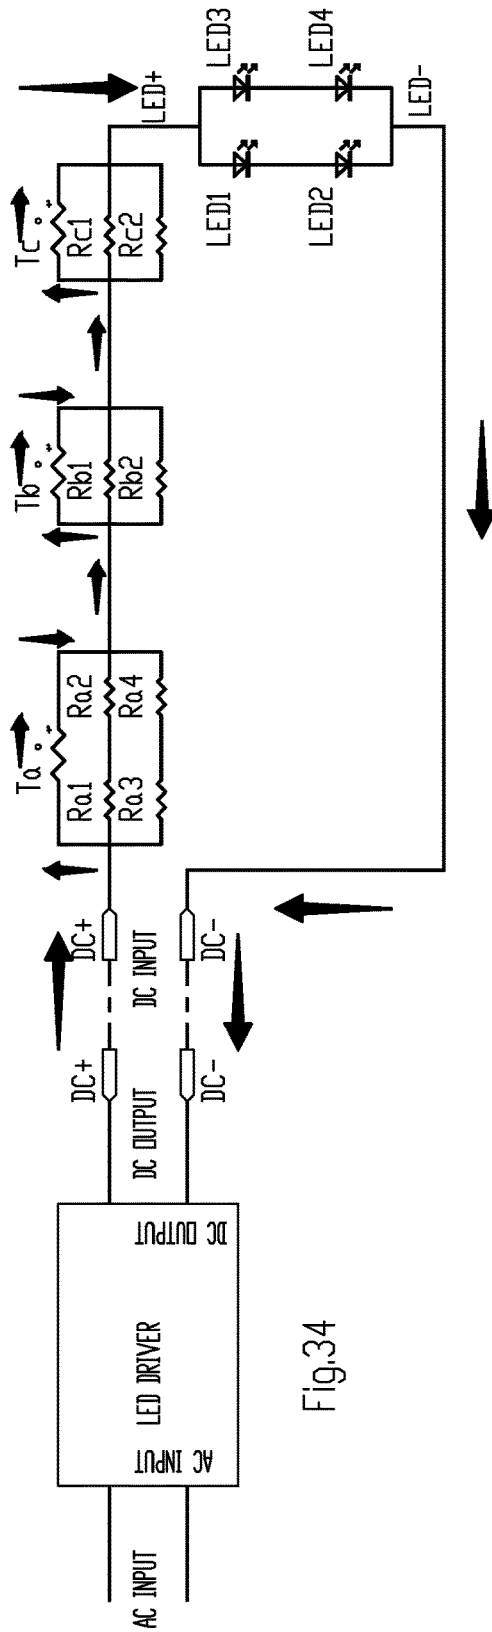 AC INPUT
AC INPUT
LED DRIVER
DC OUTPUT
DC OUTPUT
DC+
DC-
DC INPUT
DC+
DC-
Ta
Ra1
Ra2
Ra3
Ra4
Tb
Rb1
Rb2
Tc
Rc1
Rc2
LED+
LED1
LED3
LED2
LED4
LED-
Fig.34